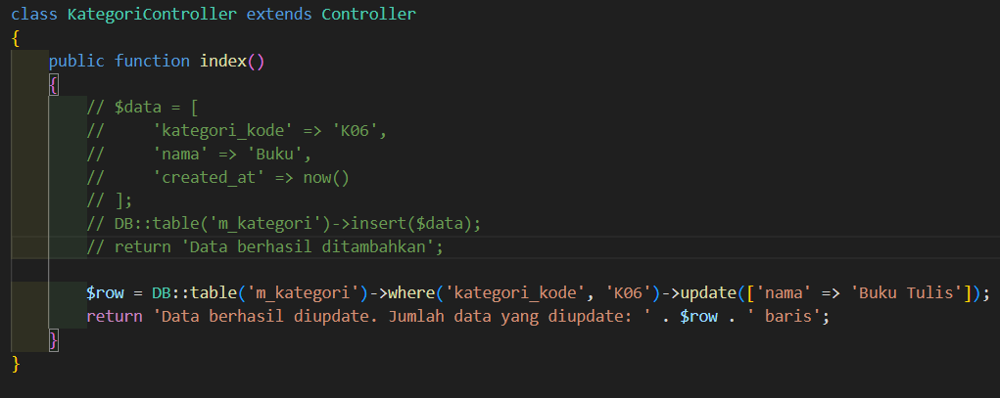 class KategoriController extends Controller
{
    public function index()
    {
        // $data = [
        //     'kategori_kode' => 'K06',
        //     'nama' => 'Buku',
        //     'created_at' => now()
        // ];
        // DB::table('m_kategori')->insert($data);
        // return 'Data berhasil ditambahkan';

        $row = DB::table('m_kategori')->where('kategori_kode', 'K06')->update(['nama' => 'Buku Tulis']);
        return 'Data berhasil diupdate. Jumlah data yang diupdate: ' . $row . ' baris';
    }
}